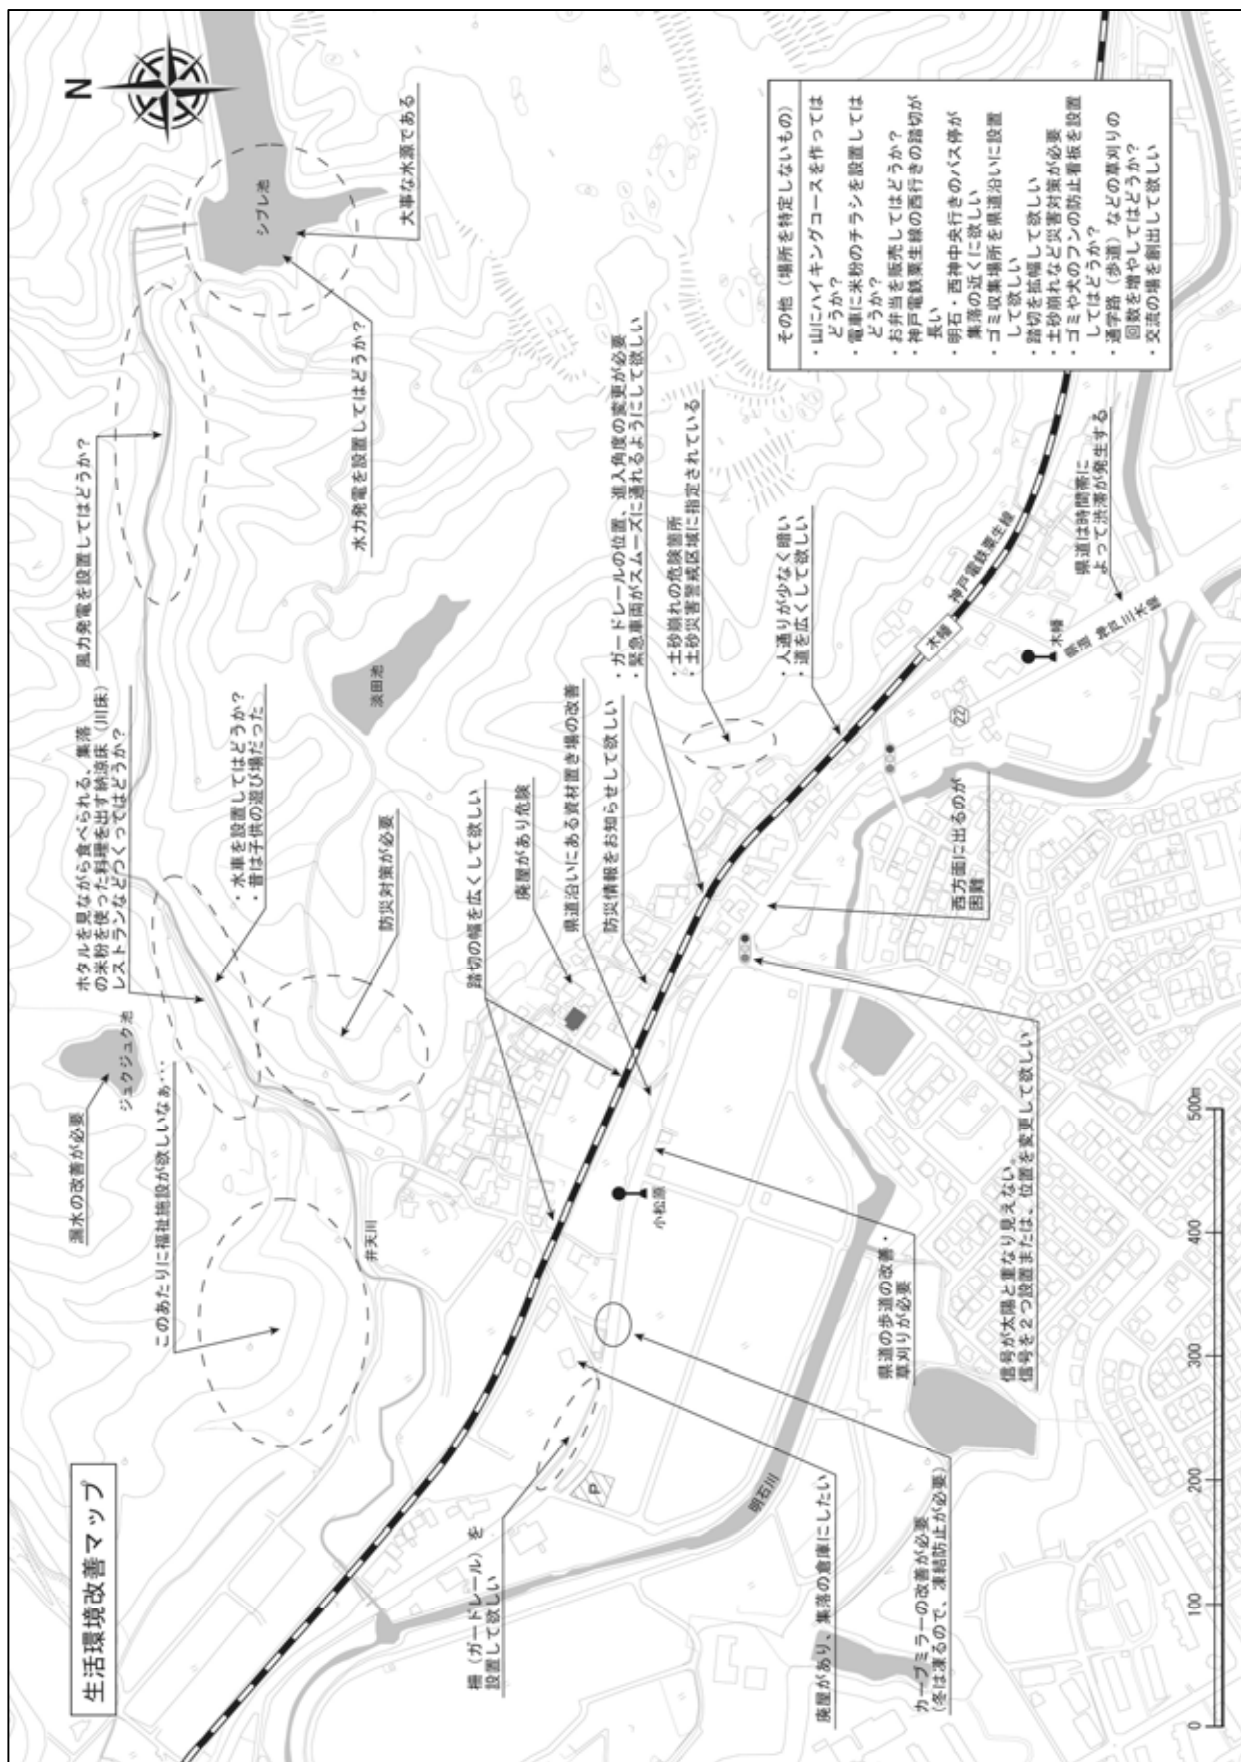 生活環境改善マップ
N
漏水の改善が必要
ジュクジュク池
このあたりに福祉施設が欲しいなぁ・・・
ホタルを見ながら食べられる、集落
の米粉を使った料理を出す納涼床（川床）
レストランなどつくってはどうか？
風力発電を設置してはどうか？
・水車を設置してはどうか？
・昔は子供の遊び場だった
防災対策が必要
弁天川
淡田池
シブレ池
大事な水源である
水力発電を設置してはどうか？
踏切の幅を広くして欲しい
廃屋があり危険
県道沿いにある資材置き場の改善
防災情報をお知らせして欲しい
・ガードレールの位置、進入角度の変更が必要
・緊急車両がスムーズに通れるようにして欲しい
・土砂崩れの危険箇所
土砂災害警戒区域に指定されている
・人通りが少なく暗い
・道を広くして欲しい
柵（ガードレール）を
設置して欲しい
P
小松原
木幡
神戸電鉄粟生線
木幡
県道 神戸三木線
22
県道は時間帯に
よって渋滞が発生する
西方面に出るのが
困難
明石川
廃屋があり、集落の倉庫にしたい
カーブミラーの改善が必要
（冬は凍るので、凍結防止が必要）
県道の歩道の改善・
草刈りが必要
信号が太陽と重なり見えない。
信号を２つ設置または、位置を変更して欲しい
その他（場所を特定しないもの）
・山にハイキングコースを作っては
どうか？
・電車に米粉のチラシを設置しては
どうか？
・お弁当を販売してはどうか？
・神戸電鉄粟生線の西行きの踏切が
長い
・明石・西神中央行きのバス停が
集落の近くに欲しい
・ゴミ収集場所を県道沿いに設置
して欲しい
・踏切を拡幅して欲しい
・土砂崩れなど災害対策が必要
・ゴミや犬のフンの防止看板を設置
してはどうか？
・通学路（歩道）などの草刈りの
回数を増やしてはどうか？
・交流の場を創出して欲しい
0
100
200
300
400
500m